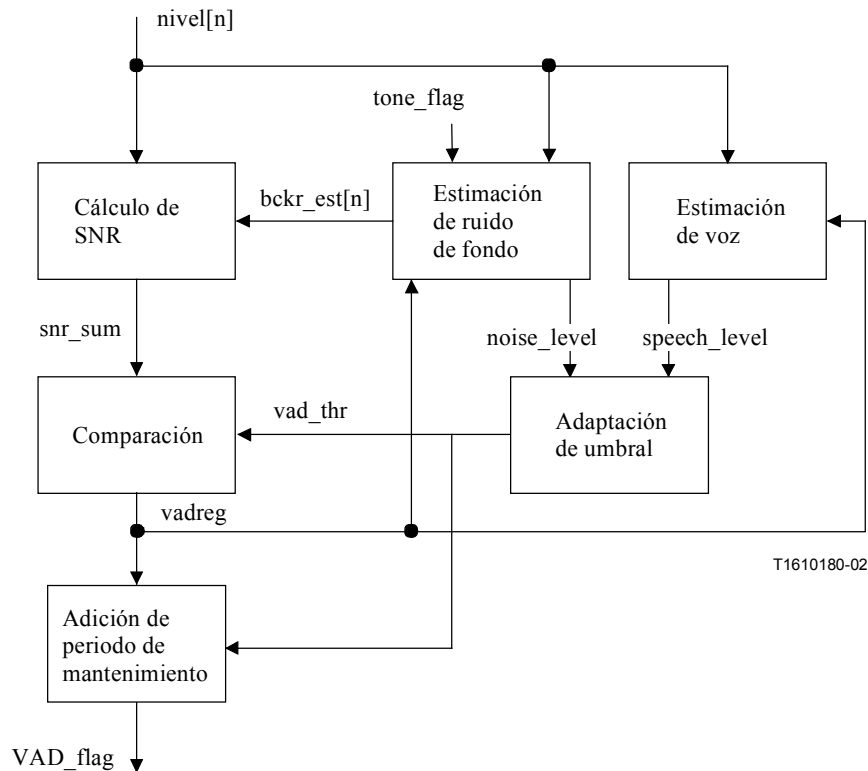 nivel[n]
tone_flag
Cálculo de
SNR
bckr_est[n]
Estimación
de ruido
de fondo
Estimación
de voz
snr_sum
noise_level
speech_level
Comparación
vad_thr
Adaptación
de umbral
vadreg
T1610180-02
Adición de
periodo de
mantenimiento
VAD_flag